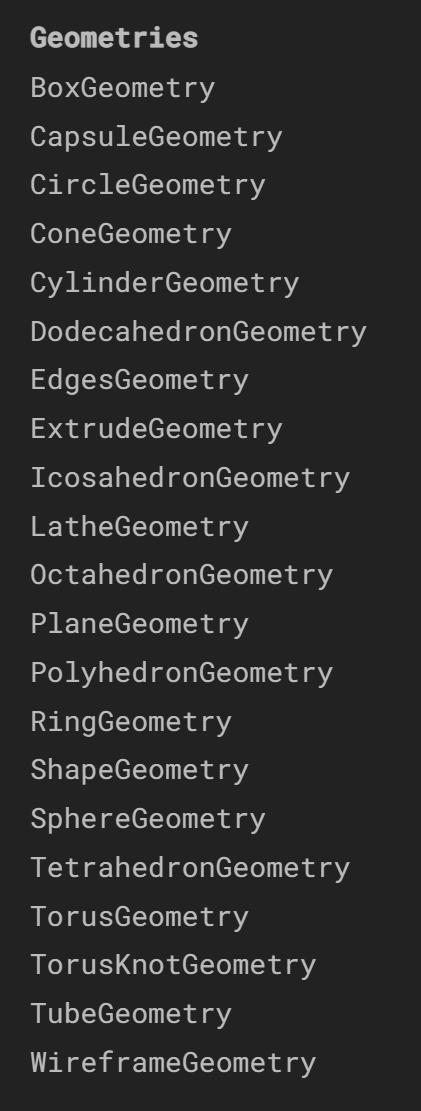 Geometries
BoxGeometry
CapsuleGeometry
CircleGeometry
ConeGeometry
CylinderGeometry
DodecahedronGeometry
EdgesGeometry
ExtrudeGeometry
IcosahedronGeometry
LatheGeometry
OctahedronGeometry
PlaneGeometry
PolyhedronGeometry
RingGeometry
ShapeGeometry
SphereGeometry
TetrahedronGeometry
TorusGeometry
TorusKnotGeometry
TubeGeometry
WireframeGeometry